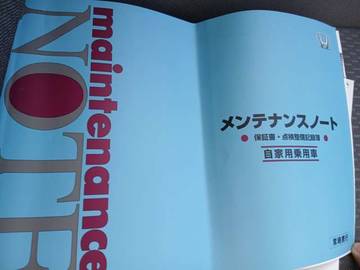 maintenance
NOTE
メンテナンスノート
保証書・点検整備記録簿
自家用乗用車